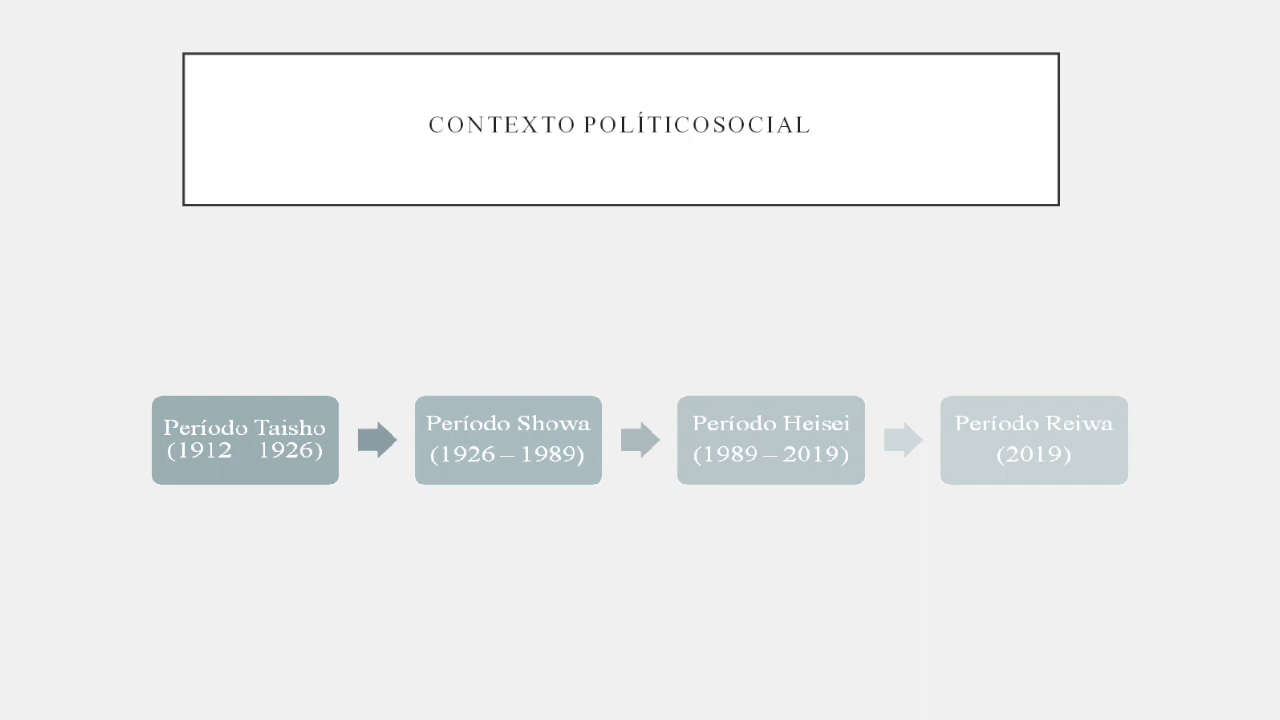 CONTEXTO POLÍTICOSOCIAL
Período Taisho
(1912 1926)
Período Showa
(1926 – 1989)
Período Heisei
(1989 – 2019)
Período Reiwa
(2019)